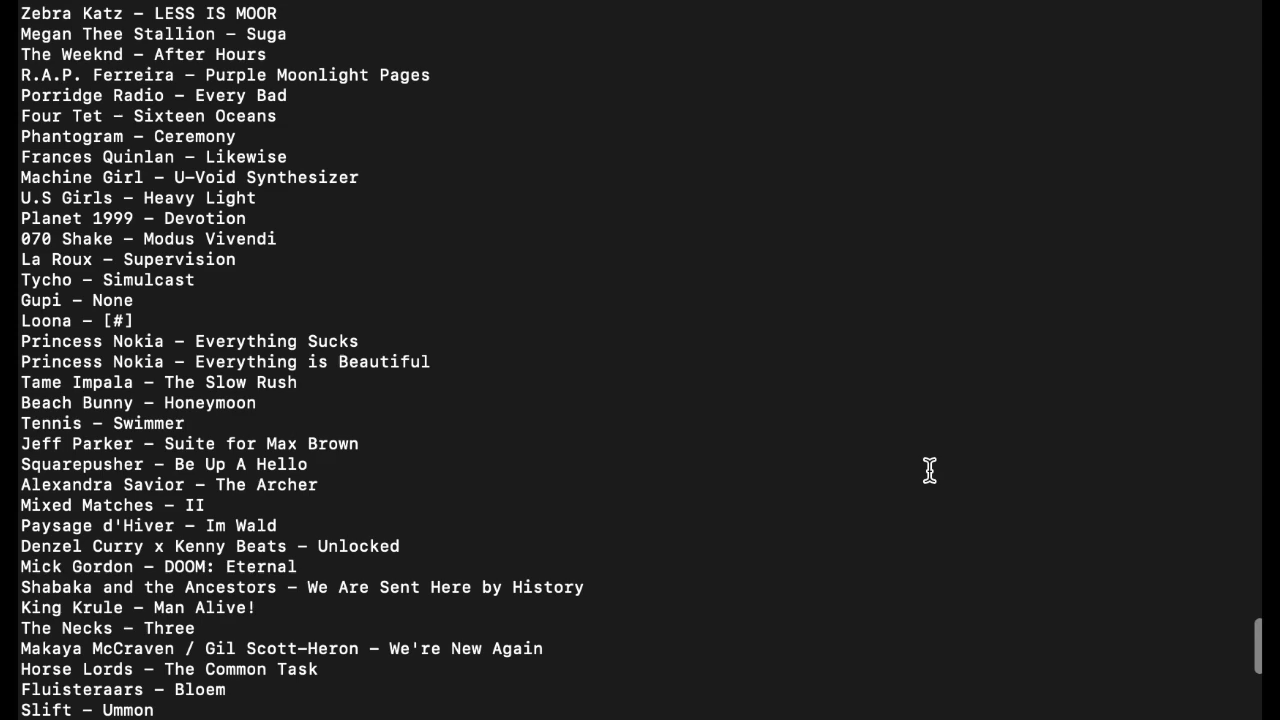 Zebra Katz – LESS IS MOOR
Megan Thee Stallion – Suga
The Weeknd – After Hours
R.A.P. Ferreira – Purple Moonlight Pages
Porridge Radio – Every Bad
Four Tet – Sixteen Oceans
Phantogram – Ceremony
Frances Quinlan – Likewise
Machine Girl – U-Void Synthesizer
U.S Girls – Heavy Light
Planet 1999 – Devotion
070 Shake – Modus Vivendi
La Roux – Supervision
Tycho – Simulcast
Gupi – None
Loona – [#]
Princess Nokia – Everything Sucks
Princess Nokia – Everything is Beautiful
Tame Impala – The Slow Rush
Beach Bunny – Honeymoon
Tennis – Swimmer
Jeff Parker – Suite for Max Brown
Squarepusher – Be Up A Hello
Alexandra Savior – The Archer
Mixed Matches – II
Paysage d'Hiver – Im Wald
Denzel Curry x Kenny Beats – Unlocked
Mick Gordon – DOOM: Eternal
Shabaka and the Ancestors – We Are Sent Here by History
King Krule – Man Alive!
The Necks – Three
Makaya McCraven / Gil Scott-Heron – We're New Again
Horse Lords – The Common Task
Fluisteraars – Bloem
Slift – Ummon